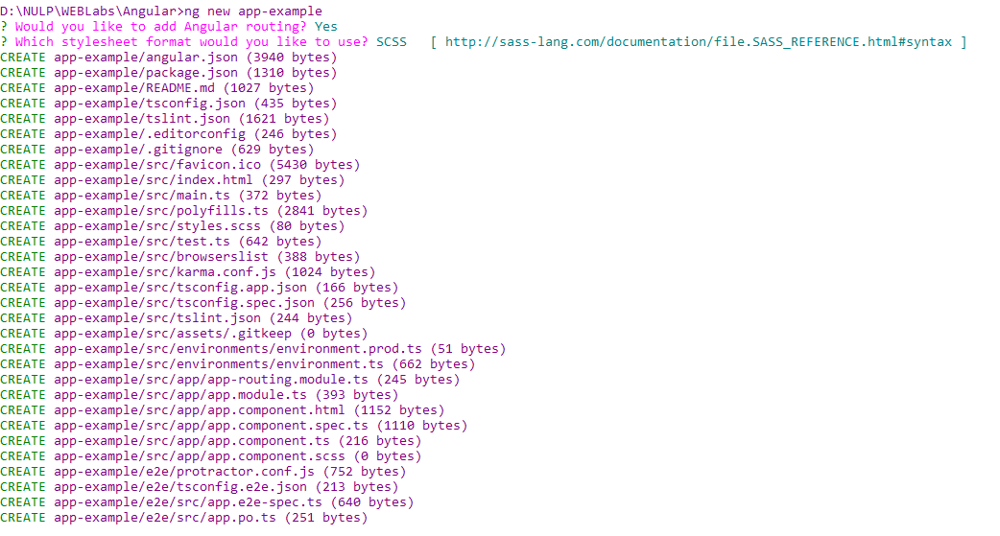 D:\NULP\WEBLabs\Angular>ng new app-example
? Would you like to add Angular routing? Yes
? Which stylesheet format would you like to use? SCSS   [ http://sass-lang.com/documentation/file.SASS_REFERENCE.html#syntax ]
CREATE app-example/angular.json (3940 bytes)
CREATE app-example/package.json (1310 bytes)
CREATE app-example/README.md (1027 bytes)
CREATE app-example/tsconfig.json (435 bytes)
CREATE app-example/tslint.json (1621 bytes)
CREATE app-example/.editorconfig (246 bytes)
CREATE app-example/.gitignore (629 bytes)
CREATE app-example/src/favicon.ico (5430 bytes)
CREATE app-example/src/index.html (297 bytes)
CREATE app-example/src/main.ts (372 bytes)
CREATE app-example/src/polyfills.ts (2841 bytes)
CREATE app-example/src/styles.scss (80 bytes)
CREATE app-example/src/test.ts (642 bytes)
CREATE app-example/src/browserslist (388 bytes)
CREATE app-example/src/karma.conf.js (1024 bytes)
CREATE app-example/src/tsconfig.app.json (166 bytes)
CREATE app-example/src/tsconfig.spec.json (256 bytes)
CREATE app-example/src/tslint.json (244 bytes)
CREATE app-example/src/assets/.gitkeep (0 bytes)
CREATE app-example/src/environments/environment.prod.ts (51 bytes)
CREATE app-example/src/environments/environment.ts (662 bytes)
CREATE app-example/src/app/app-routing.module.ts (245 bytes)
CREATE app-example/src/app/app.module.ts (393 bytes)
CREATE app-example/src/app/app.component.html (1152 bytes)
CREATE app-example/src/app/app.component.spec.ts (1110 bytes)
CREATE app-example/src/app/app.component.ts (216 bytes)
CREATE app-example/src/app/app.component.scss (0 bytes)
CREATE app-example/e2e/protractor.conf.js (752 bytes)
CREATE app-example/e2e/tsconfig.e2e.json (213 bytes)
CREATE app-example/e2e/src/app.e2e-spec.ts (640 bytes)
CREATE app-example/e2e/src/app.po.ts (251 bytes)